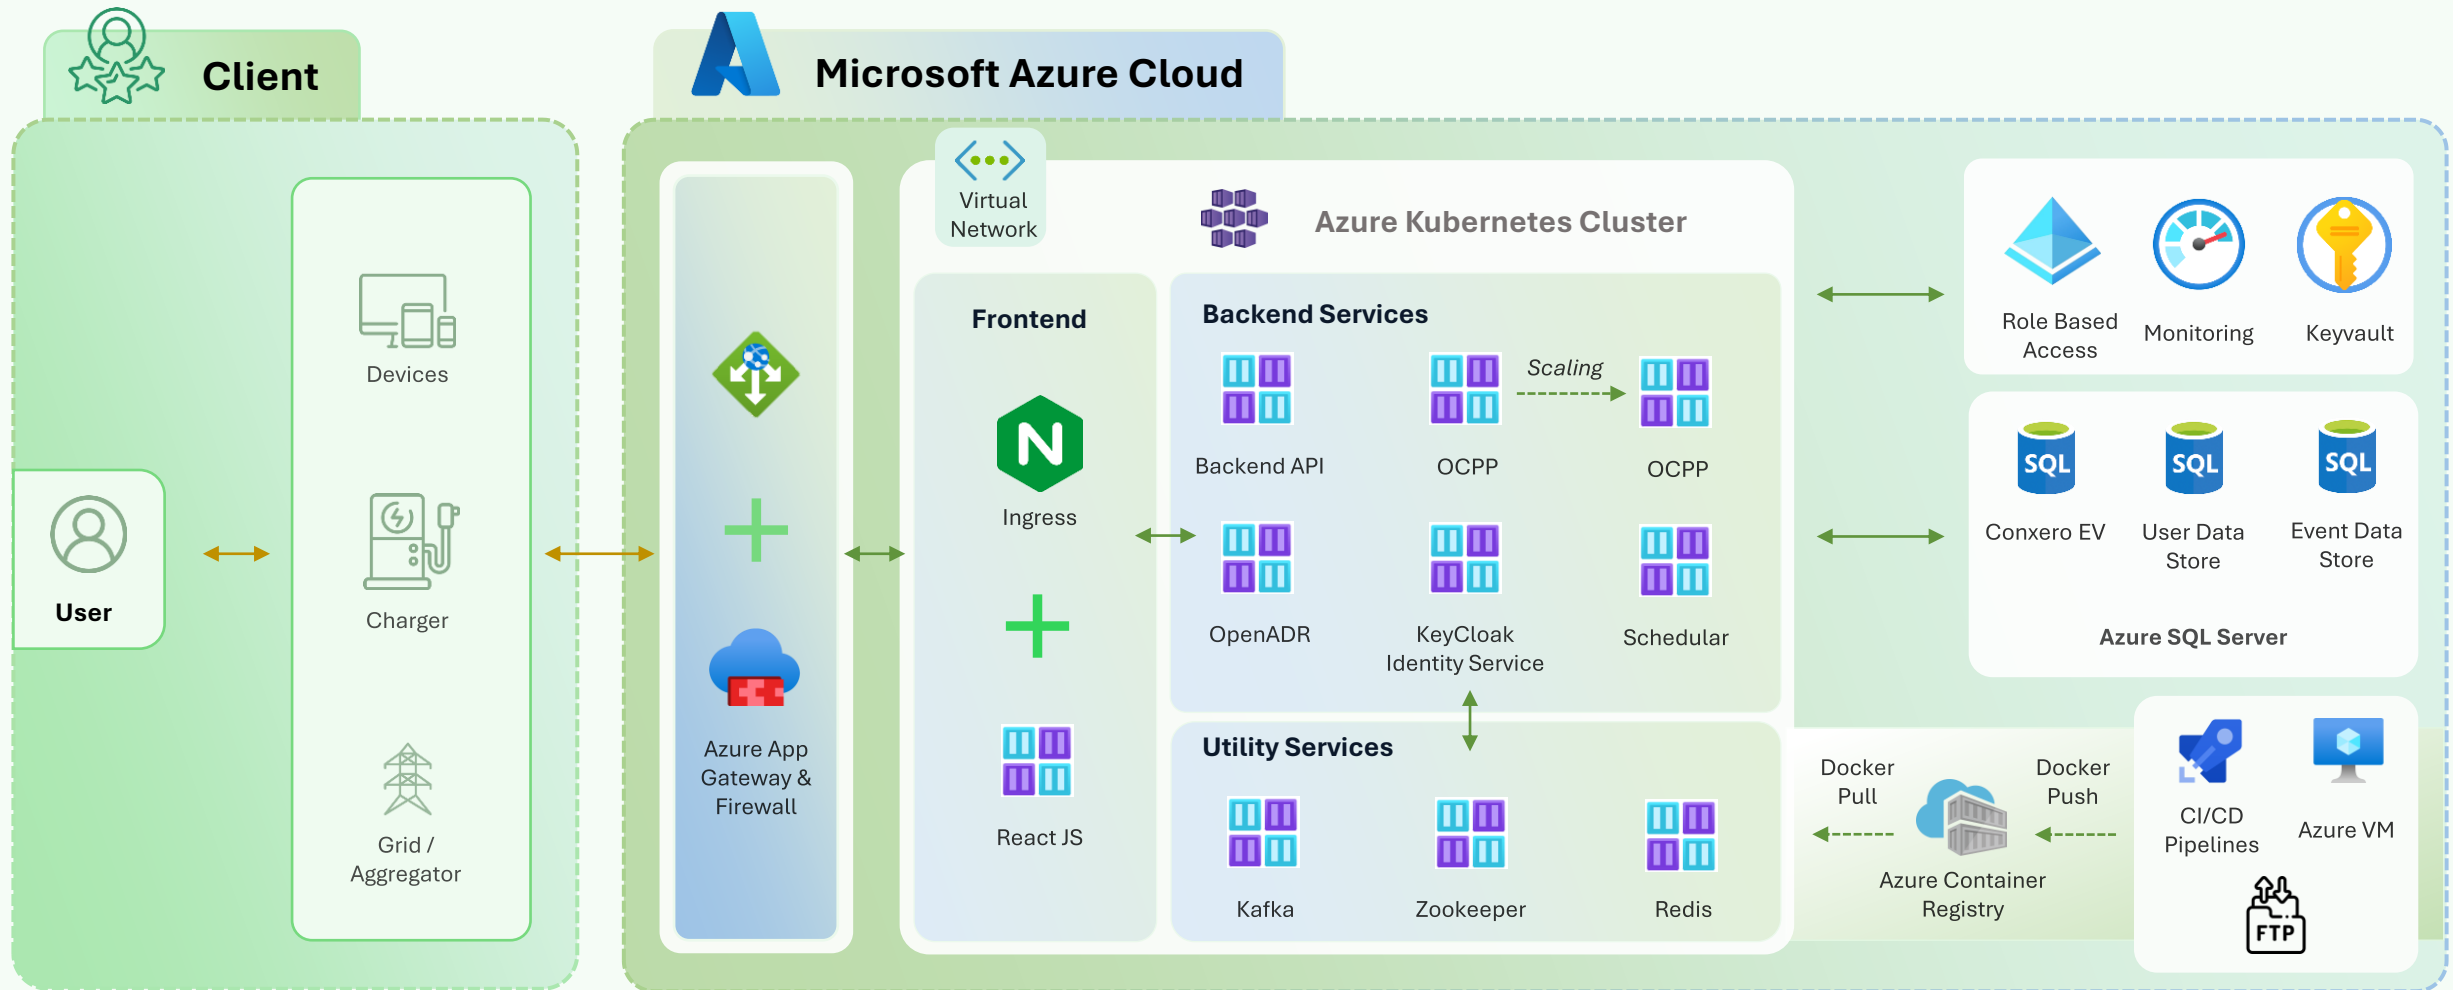 Client
Microsoft Azure Cloud
Devices
Charger
Grid /
Aggregator
User
Azure App
Gateway &
Firewall
Virtual
Network
Azure Kubernetes Cluster
Frontend
N
Ingress
React JS
Backend Services
Backend API
OCPP
Scaling
OCPP
OpenADR
KeyCloak
Identity Service
Schedular
Utility Services
Kafka
Zookeeper
Redis
Role Based
Access
Monitoring
Keyvault
SQL
SQL
SQL
Conxero EV
User Data
Store
Event Data
Store
Azure SQL Server
Docker
Pull
Docker
Push
Azure Container
Registry
CI/CD
Pipelines
Azure VM
FTP